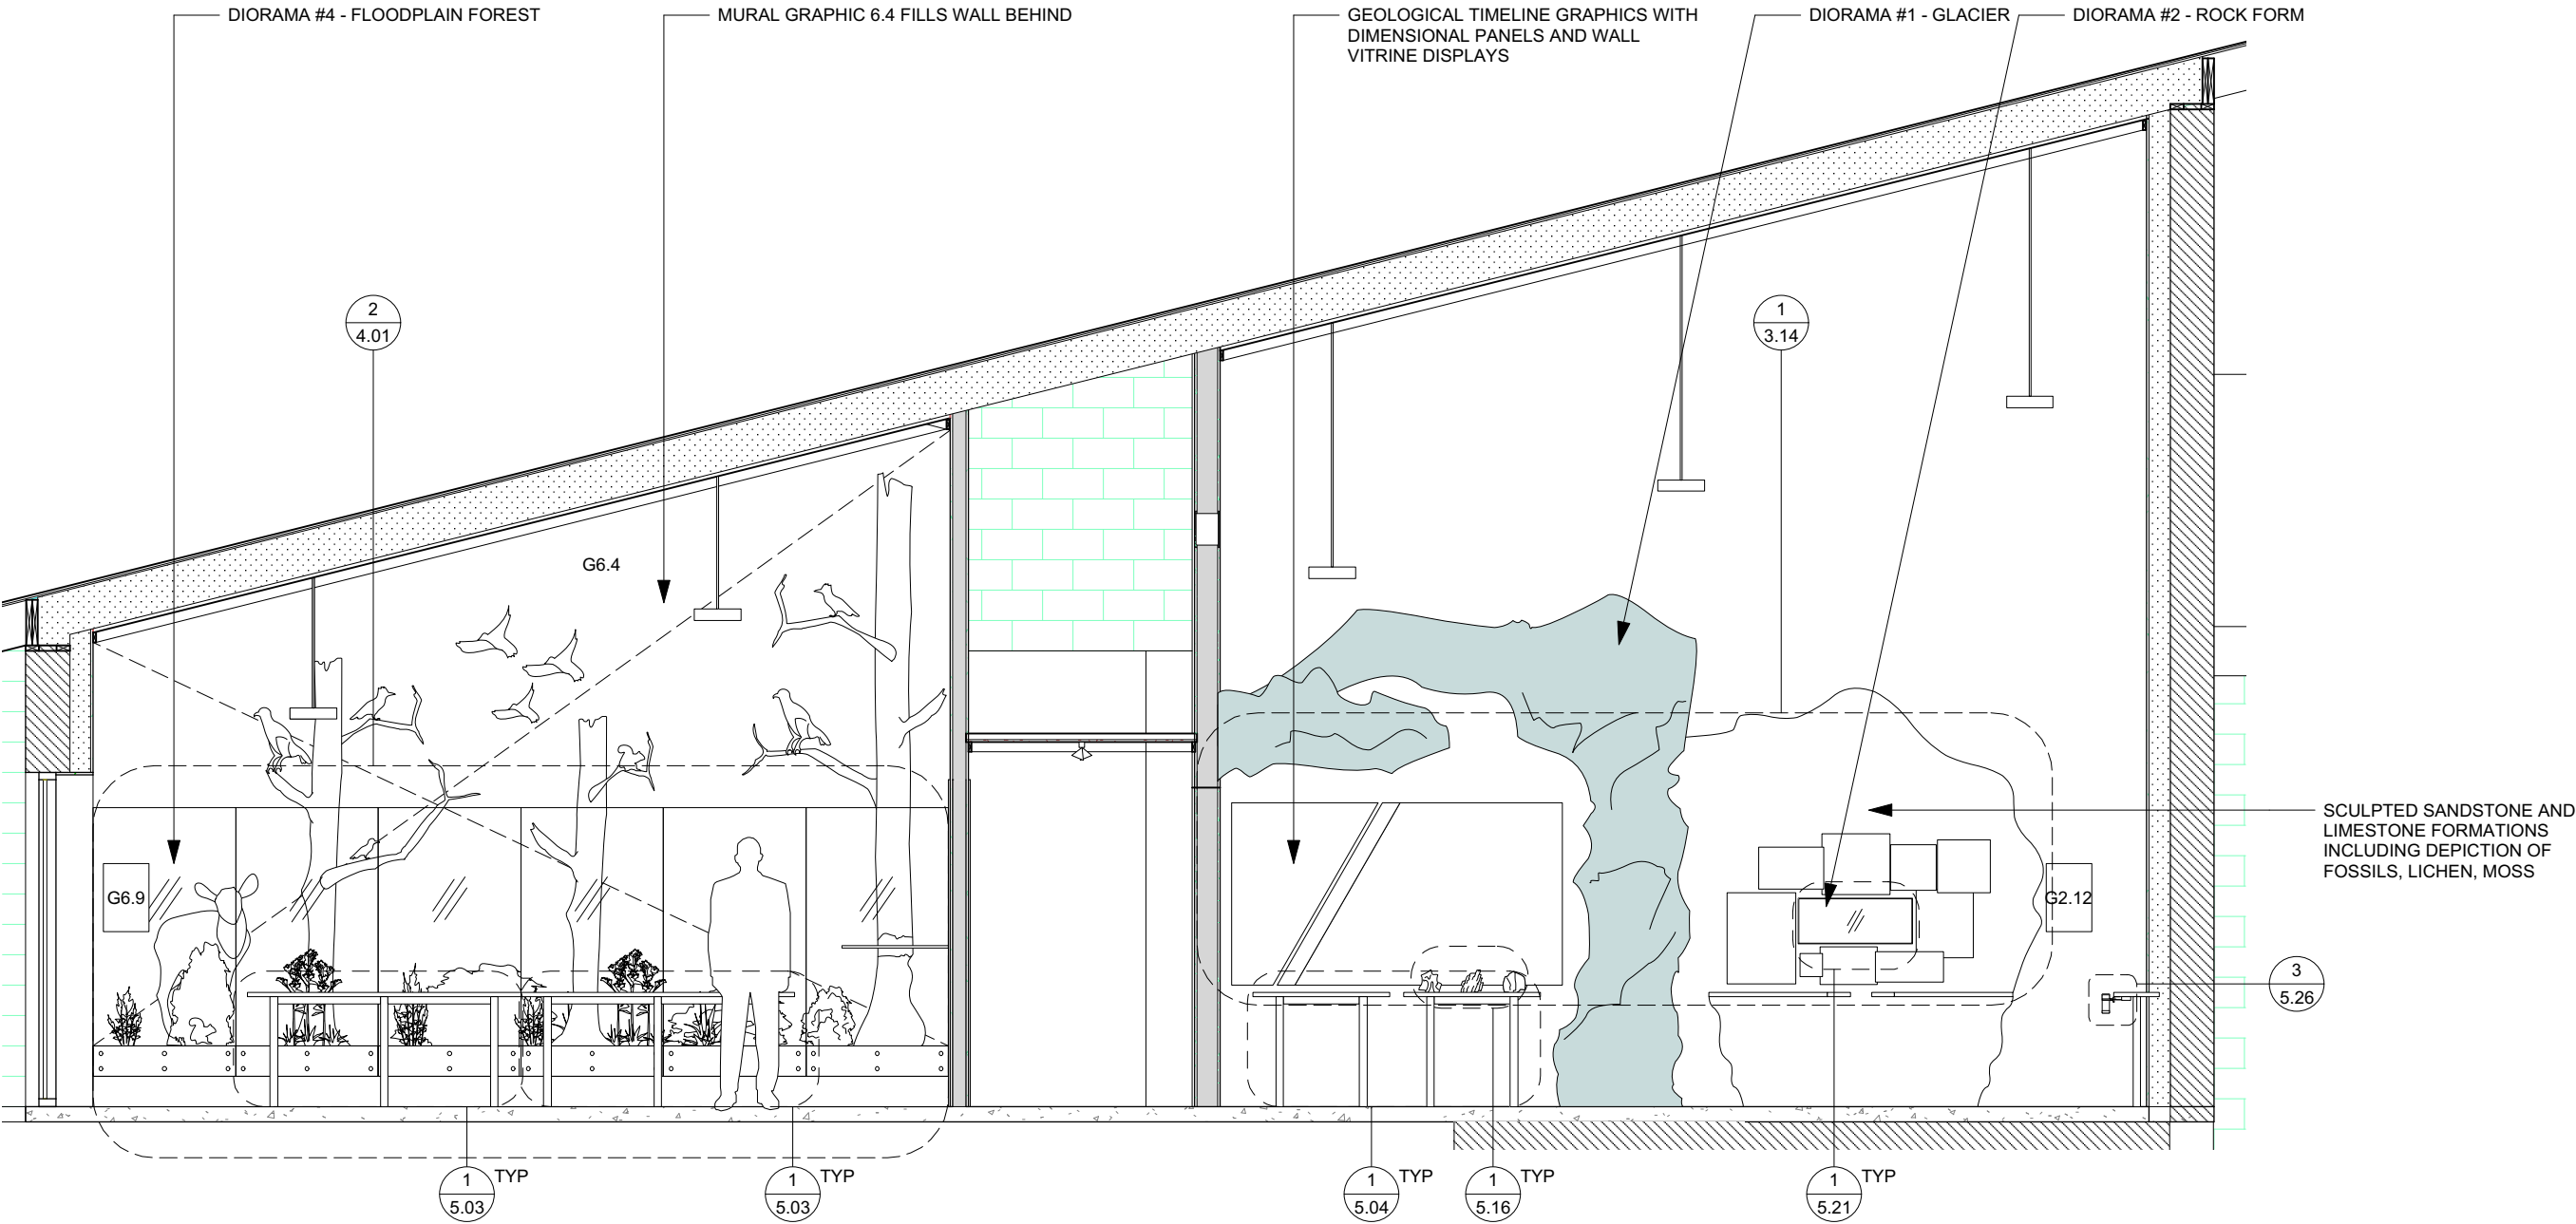 DIORAMA #4 - FLOODPLAIN FOREST
MURAL GRAPHIC 6.4 FILLS WALL BEHIND
GEOLOGICAL TIMELINE GRAPHICS WITH
DIMENSIONAL PANELS AND WALL
VITRINE DISPLAYS
DIORAMA #1 - GLACIER
DIORAMA #2 - ROCK FORM
2
4.01
1
3.14
G6.4
SCULPTED SANDSTONE AND
LIMESTONE FORMATIONS
INCLUDING DEPICTION OF
FOSSILS, LICHEN, MOSS
G6.9
G2.12
3
5.26
1
5.03
TYP
1
5.03
TYP
1
5.04
TYP
1
5.16
TYP
1
5.21
TYP